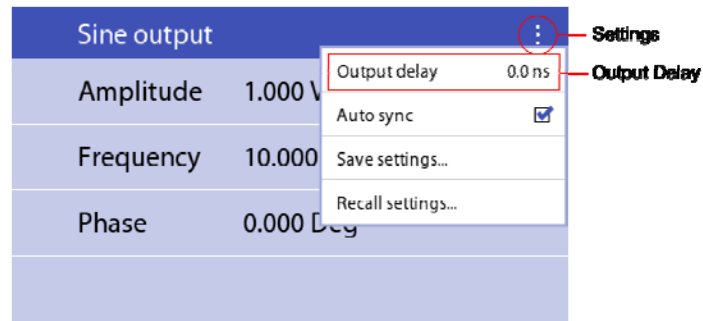 Sine output
Settings
Output delay 0.0 ns
Output Delay
Amplitude 1.000 V
Auto sync
Frequency 10.000
Save settings...
Recall settings...
Phase 0.000 Deg